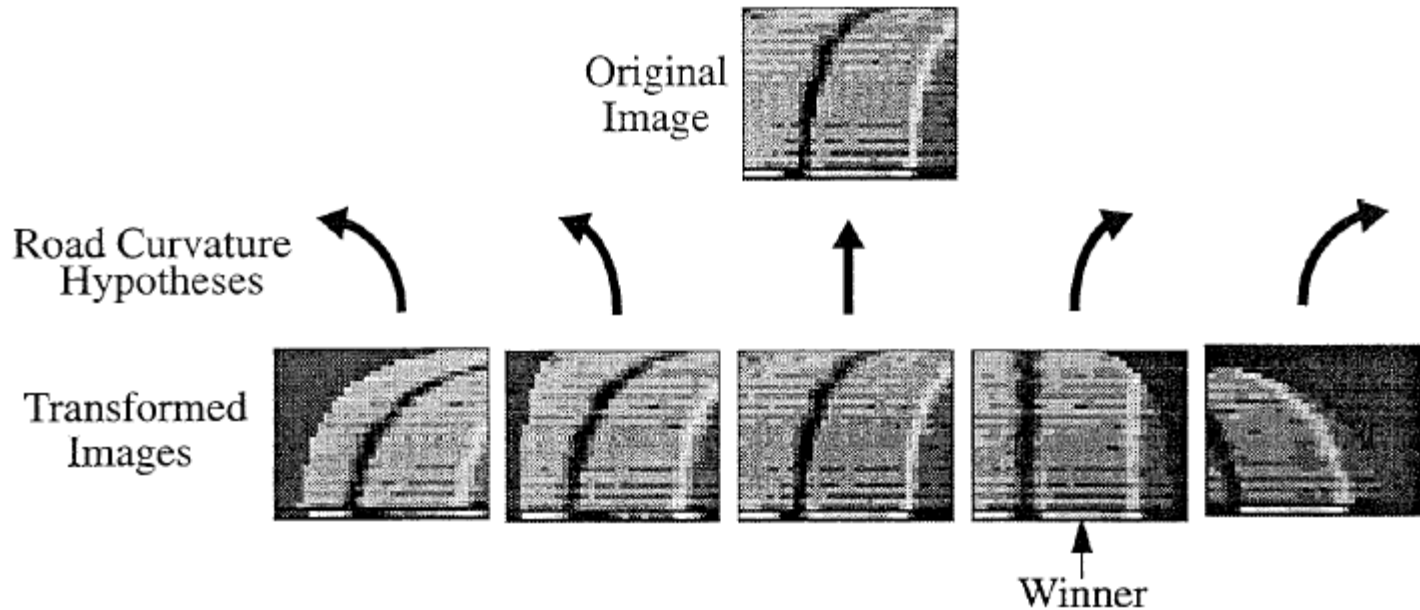 Original
Image
Road Curvature
Hypotheses
Transformed
Images
Winner